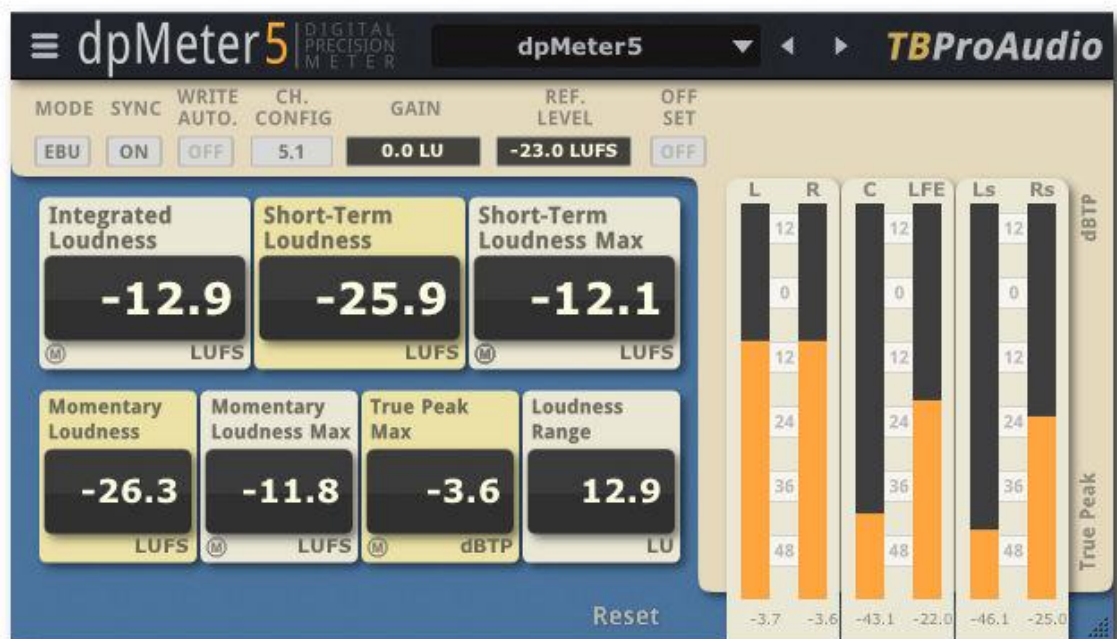 ≡ dpMeter5 DIGITAL PRECISION METER dpMeter5 TBProAudio
MODE SYNC WRITE AUTO. CH. CONFIG GAIN REF. LEVEL OFF SET
EBU ON OFF 5.1 0.0 LU -23.0 LUFS OFF
Integrated Loudness
-12.9
M LUFS
Short-Term Loudness
-25.9
LUFS
Short-Term Loudness Max
-12.1
M LUFS
Momentary Loudness
-26.3
LUFS
Momentary Loudness Max
-11.8
M LUFS
True Peak Max
-3.6
M dBTP
Loudness Range
12.9
LU
Reset
L R C LFE Ls Rs
12 12 12
0 0 0
12 12 12
24 24 24
36 36 36
48 48 48
-3.7 -3.6 -43.1 -22.0 -46.1 -25.0
dBTP
True Peak